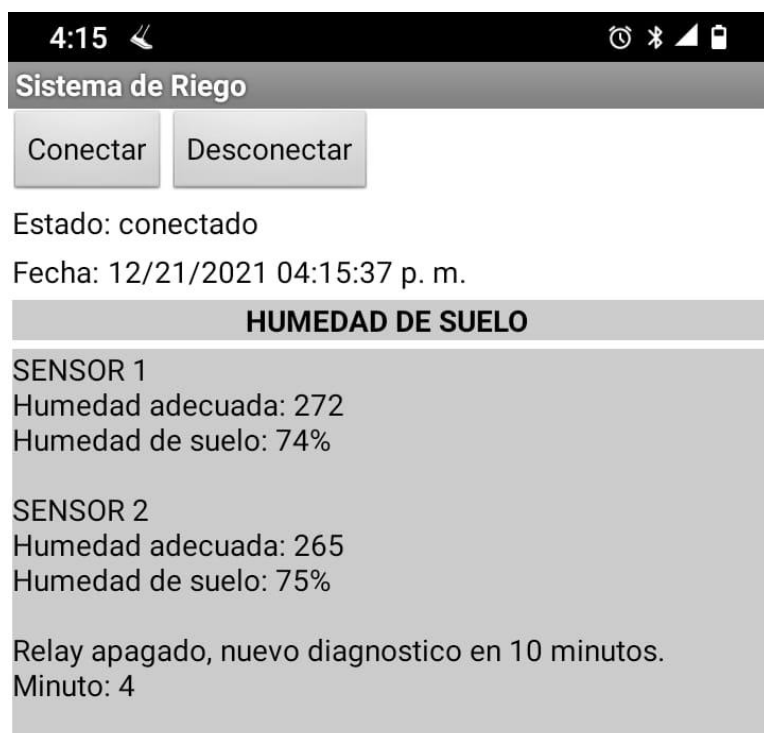 4:15
Sistema de Riego
Conectar Desconectar
Estado: conectado
Fecha: 12/21/2021 04:15:37 p. m.
HUMEDAD DE SUELO
SENSOR 1
Humedad adecuada: 272
Humedad de suelo: 74%
SENSOR 2
Humedad adecuada: 265
Humedad de suelo: 75%
Relay apagado, nuevo diagnostico en 10 minutos.
Minuto: 4